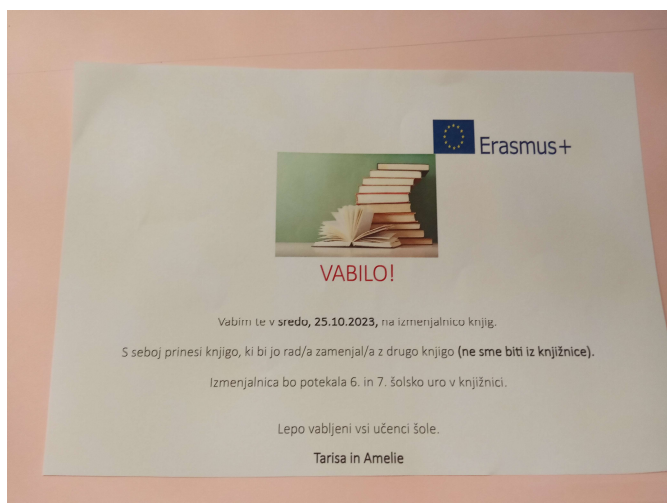 Erasmus+
VABILO!
Vabim te v sredo, 25.10.2023, na izmenjalnico knjig.
S seboj prinesi knjigo, ki bi jo rad/a zamenjal/a z drugo knjigo (ne sme biti iz knjižnice).
Izmenjalnica bo potekala 6. in 7. šolsko uro v knjižnici.
Lepo vabljeni vsi učenci šole.
Tarisa in Amelie